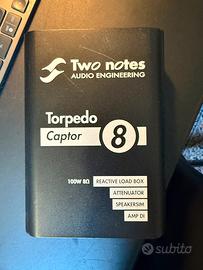 Two notes
AUDIO ENGINEERING
Torpedo
Captor
8
100W 8Ω
REACTIVE LOAD BOX
ATTENUATOR
SPEAKERSIM
AMP DI
subito